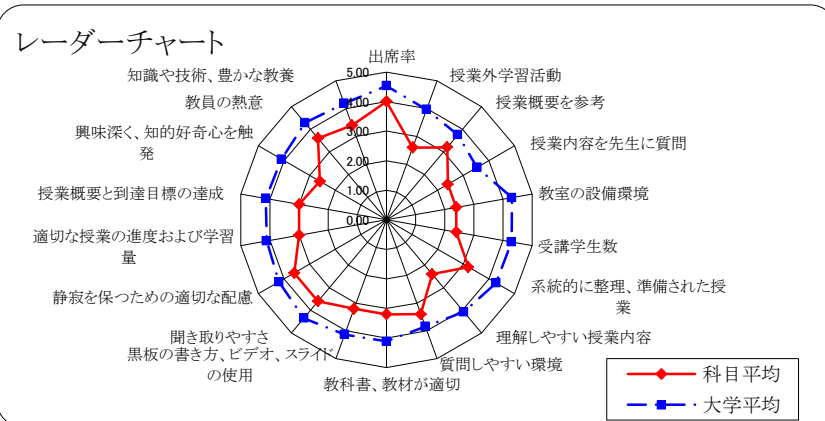 レーダーチャート
出席率
授業外学習活動
授業概要を参考
授業内容を先生に質問
教室の設備環境
受講学生数
系統的に整理、準備された授
業
理解しやすい授業内容
質問しやすい環境
教科書、教材が適切
黒板の書き方、ビデオ、スライド
の使用
聞き取りやすさ
静寂を保つための適切な配慮
適切な授業の進度および学習
量
授業概要と到達目標の達成
興味深く、知的好奇心を触
発
教員の熱意
知識や技術、豊かな教養
5.00
4.00
3.00
2.00
1.00
0.00
科目平均
大学平均